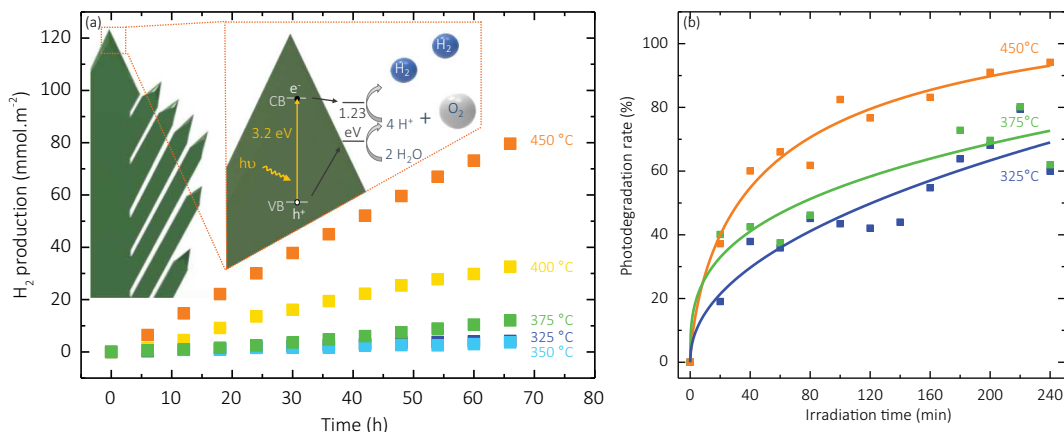 (a)
H₂ production (mmol.m⁻²)
120
100
80
60
40
20
0
0 10 20 30 40 50 60 70 80
Time (h)
H₂
H₂
O₂
CB e⁻
1.23
eV
4 H⁺ +
3.2 eV
2 H₂O
hυ
VB
h⁺
450 °C
400 °C
375 °C
325 °C
350 °C
(b)
Photodegradation rate (%)
100
80
60
40
20
0
0 40 80 120 160 200 240
Irradiation time (min)
450°C
375°C
325°C